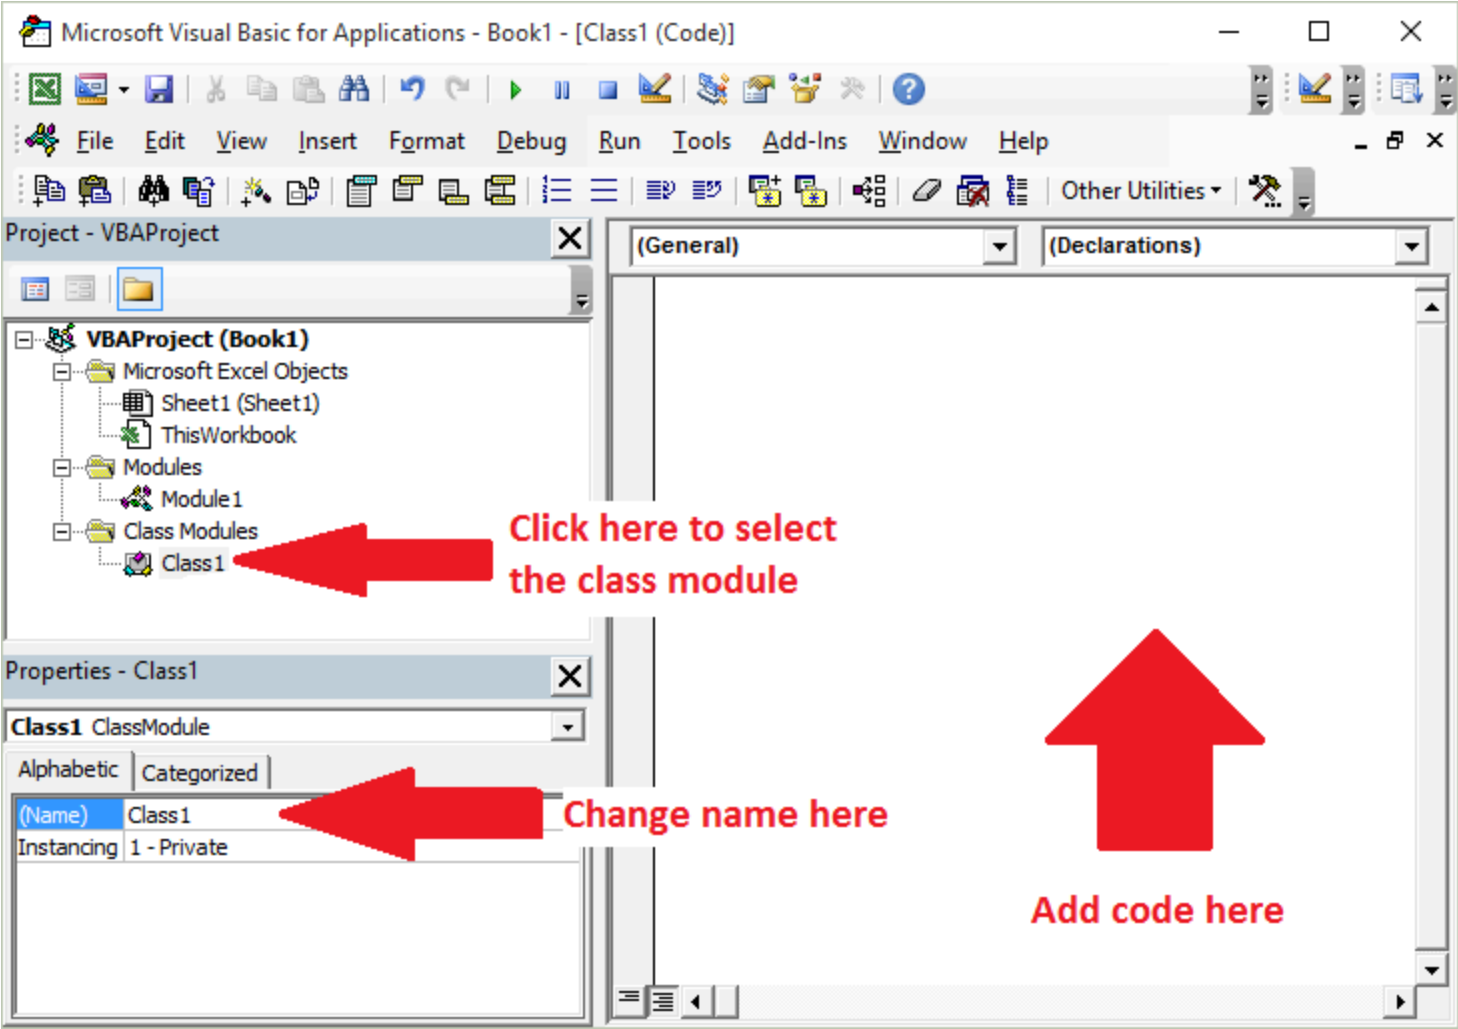 Microsoft Visual Basic for Applications - Book1 - [Class1 (Code)]
File Edit View Insert Format Debug Run Tools Add-Ins Window Help
Other Utilities
Project - VBAProject
(General) (Declarations)
VBAProject (Book1)
Microsoft Excel Objects
Sheet1 (Sheet1)
ThisWorkbook
Modules
Module1
Class Modules
Class1
Click here to select
the class module
Properties - Class1
Class1 ClassModule
Alphabetic Categorized
(Name) Class1
Instancing 1 - Private
Change name here
Add code here